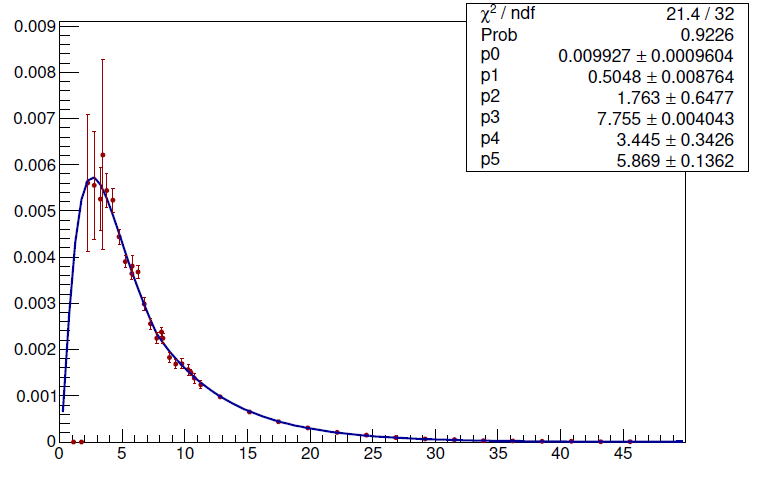 χ² / ndf 21.4 / 32
Prob 0.9226
p0 0.009927 ± 0.0009604
p1 0.5048 ± 0.008764
p2 1.763 ± 0.6477
p3 7.755 ± 0.004043
p4 3.445 ± 0.3426
p5 5.869 ± 0.1362
0.009
0.008
0.007
0.006
0.005
0.004
0.003
0.002
0.001
0
0 5 10 15 20 25 30 35 40 45